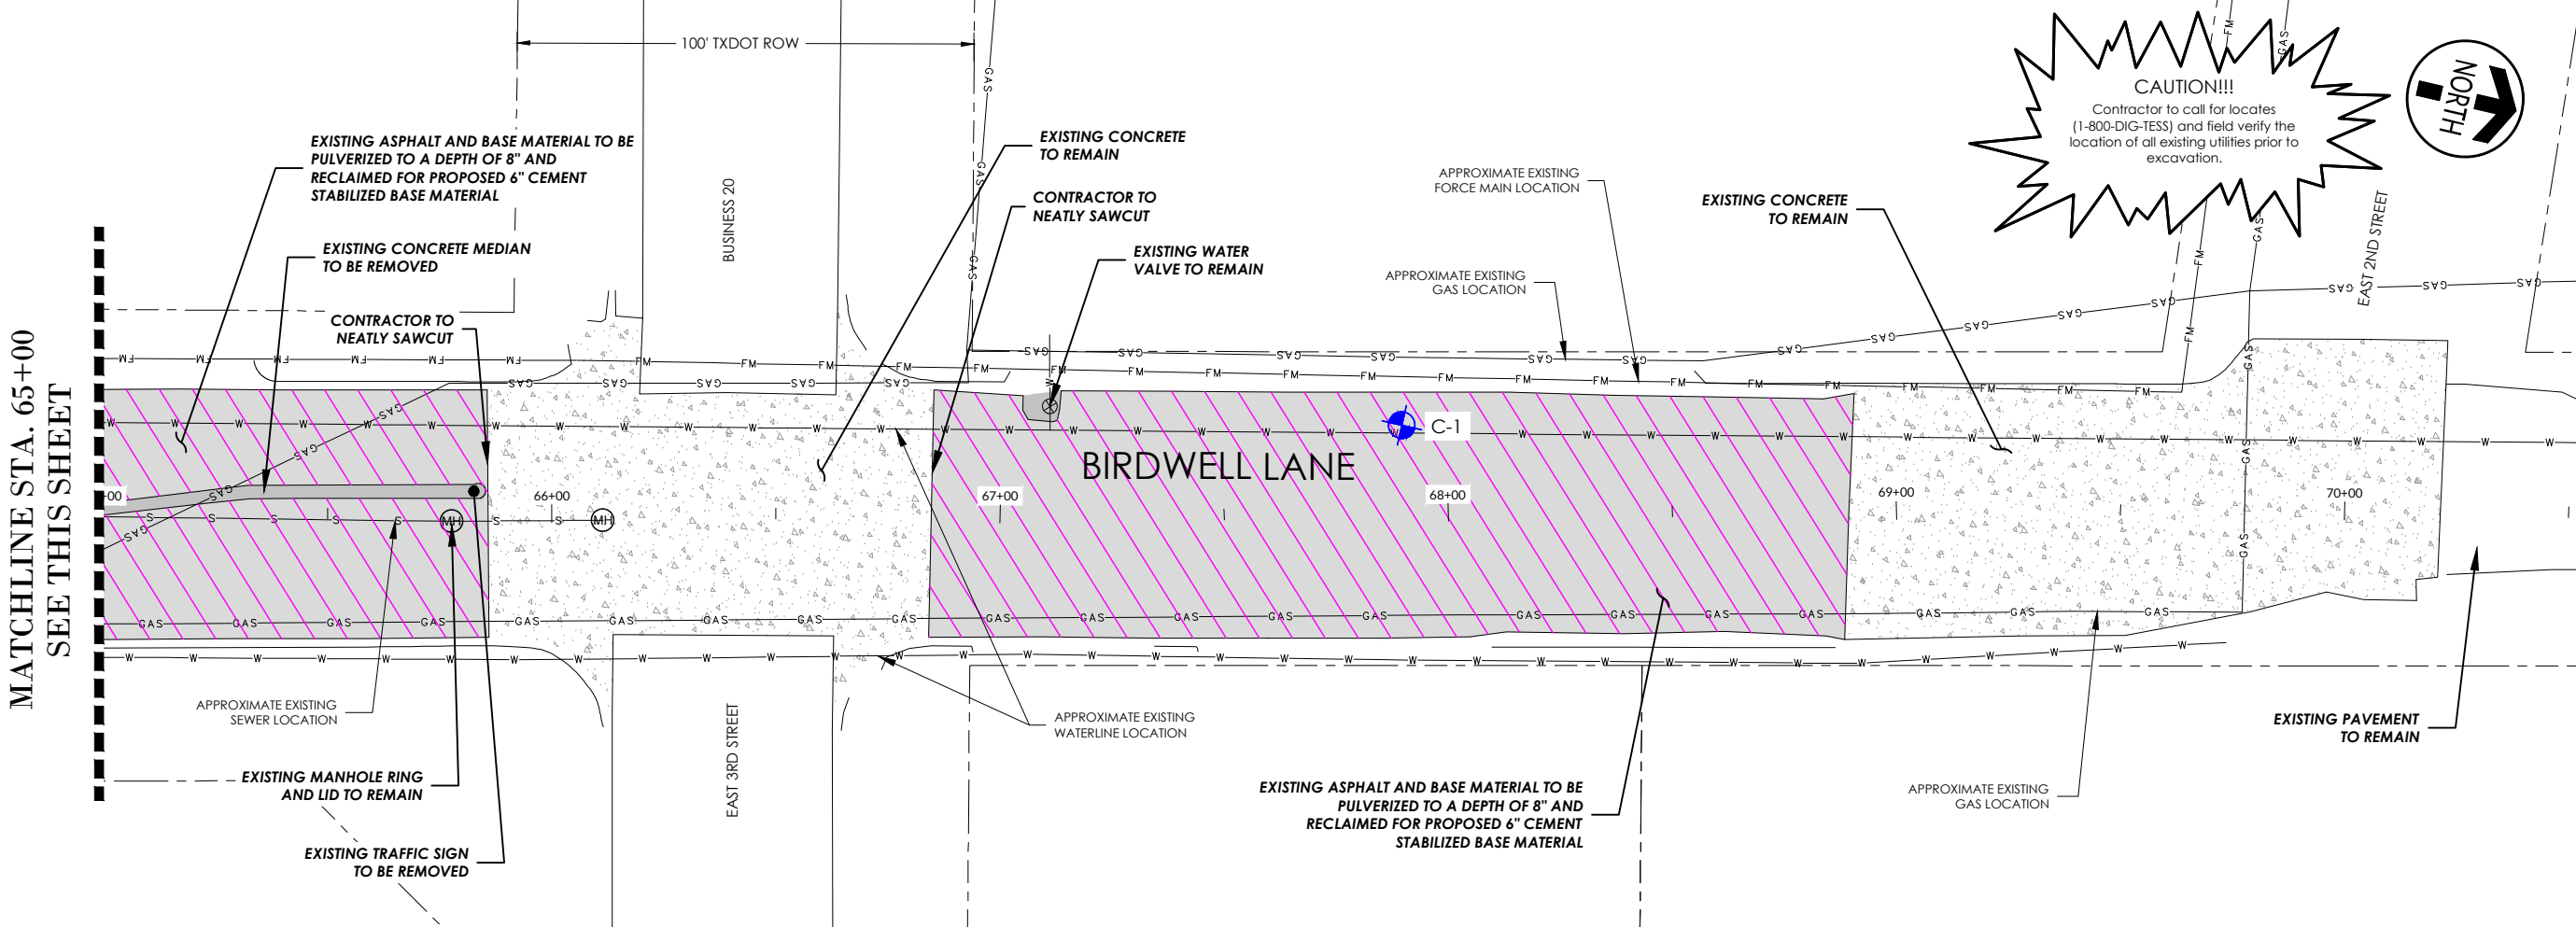 100' TXDOT ROW
CAUTION!!!
Contractor to call for locates
(1-800-DIG-TESS) and field verify the
location of all existing utilities prior to
excavation.
NORTH
EXISTING ASPHALT AND BASE MATERIAL TO BE
PULVERIZED TO A DEPTH OF 8" AND
RECLAIMED FOR PROPOSED 6" CEMENT
STABILIZED BASE MATERIAL
EXISTING CONCRETE
TO REMAIN
APPROXIMATE EXISTING
FORCE MAIN LOCATION
EXISTING CONCRETE
TO REMAIN
CONTRACTOR TO
NEATLY SAWCUT
BUSINESS 20
EAST 2ND STREET
EXISTING CONCRETE MEDIAN
TO BE REMOVED
EXISTING WATER
VALVE TO REMAIN
APPROXIMATE EXISTING
GAS LOCATION
CONTRACTOR TO
NEATLY SAWCUT
MATCHLINE STA. 65+00
SEE THIS SHEET
C-1
BIRDWELL LANE
+00
66+00
67+00
68+00
69+00
70+00
MH
MH
GAS
FM
W
S
APPROXIMATE EXISTING
SEWER LOCATION
APPROXIMATE EXISTING
WATERLINE LOCATION
EAST 3RD STREET
EXISTING PAVEMENT
TO REMAIN
EXISTING MANHOLE RING
AND LID TO REMAIN
EXISTING ASPHALT AND BASE MATERIAL TO BE
PULVERIZED TO A DEPTH OF 8" AND
RECLAIMED FOR PROPOSED 6" CEMENT
STABILIZED BASE MATERIAL
APPROXIMATE EXISTING
GAS LOCATION
EXISTING TRAFFIC SIGN
TO BE REMOVED